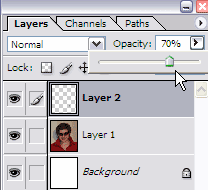 Layers Channels Paths
Normal Opacity: 70%
Lock:
Layer 2
Layer 1
Background